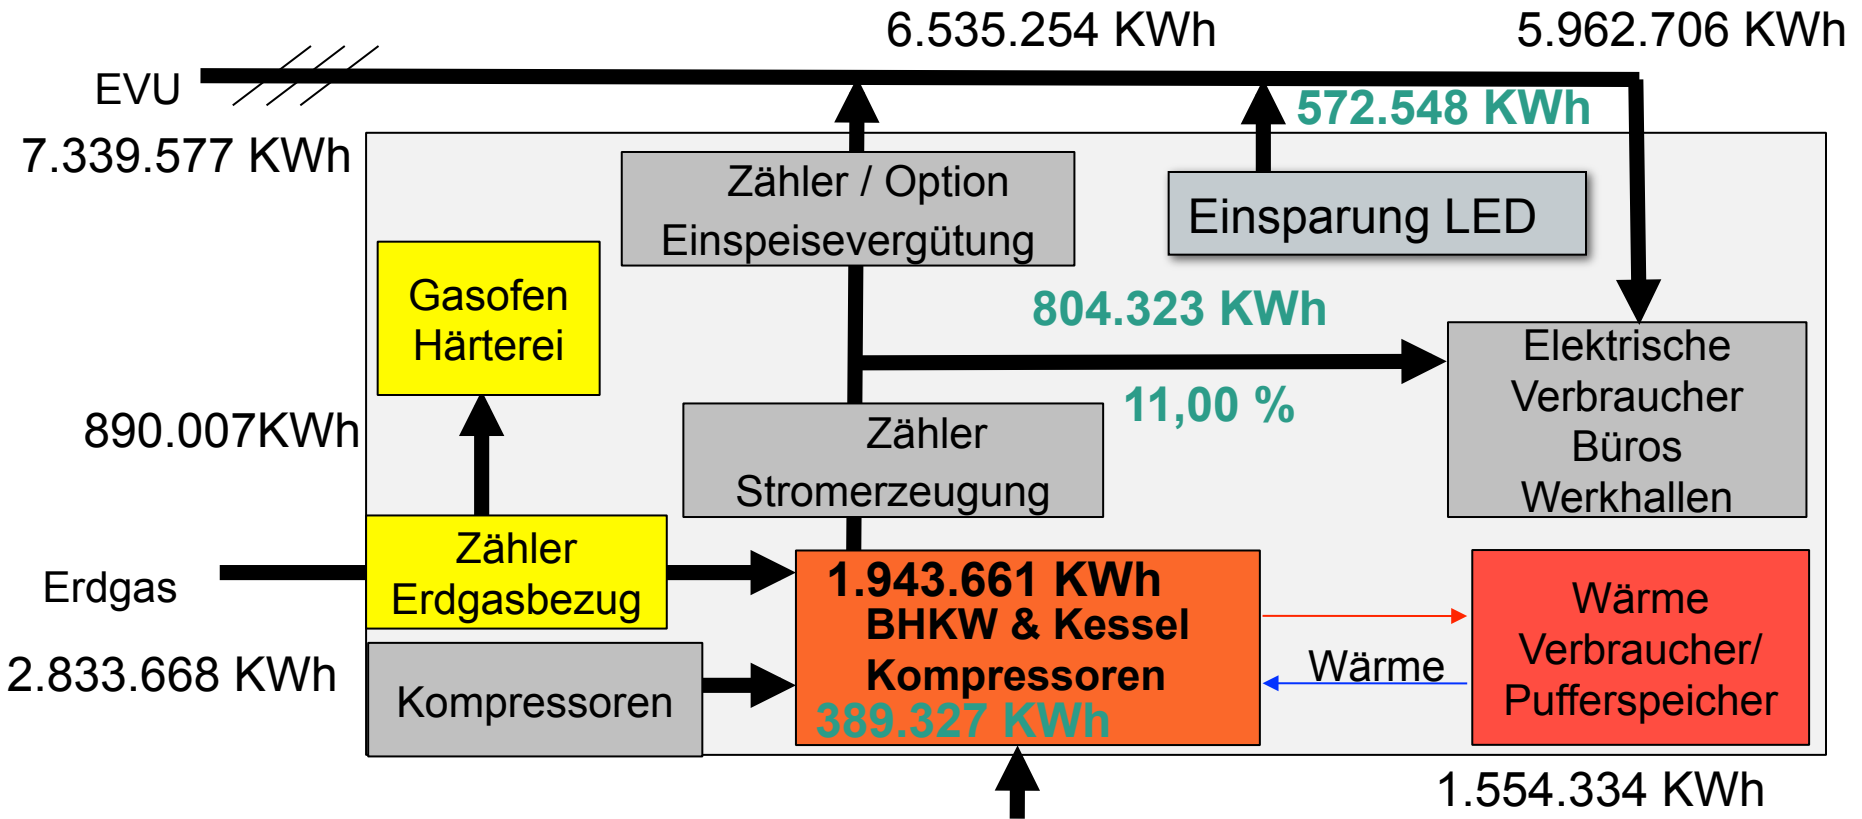 6.535.254 KWh
5.962.706 KWh
EVU
572.548 KWh
7.339.577 KWh
Zähler / Option
Einspeisevergütung
Einsparung LED
Gasofen
Härterei
804.323 KWh
11,00 %
Elektrische
Verbraucher
Büros
Werkhallen
890.007KWh
Zähler
Stromerzeugung
Zähler
Erdgasbezug
Erdgas
1.943.661 KWh
BHKW & Kessel
Kompressoren
389.327 KWh
Wärme
Wärme
Verbraucher/
Pufferspeicher
2.833.668 KWh
Kompressoren
1.554.334 KWh